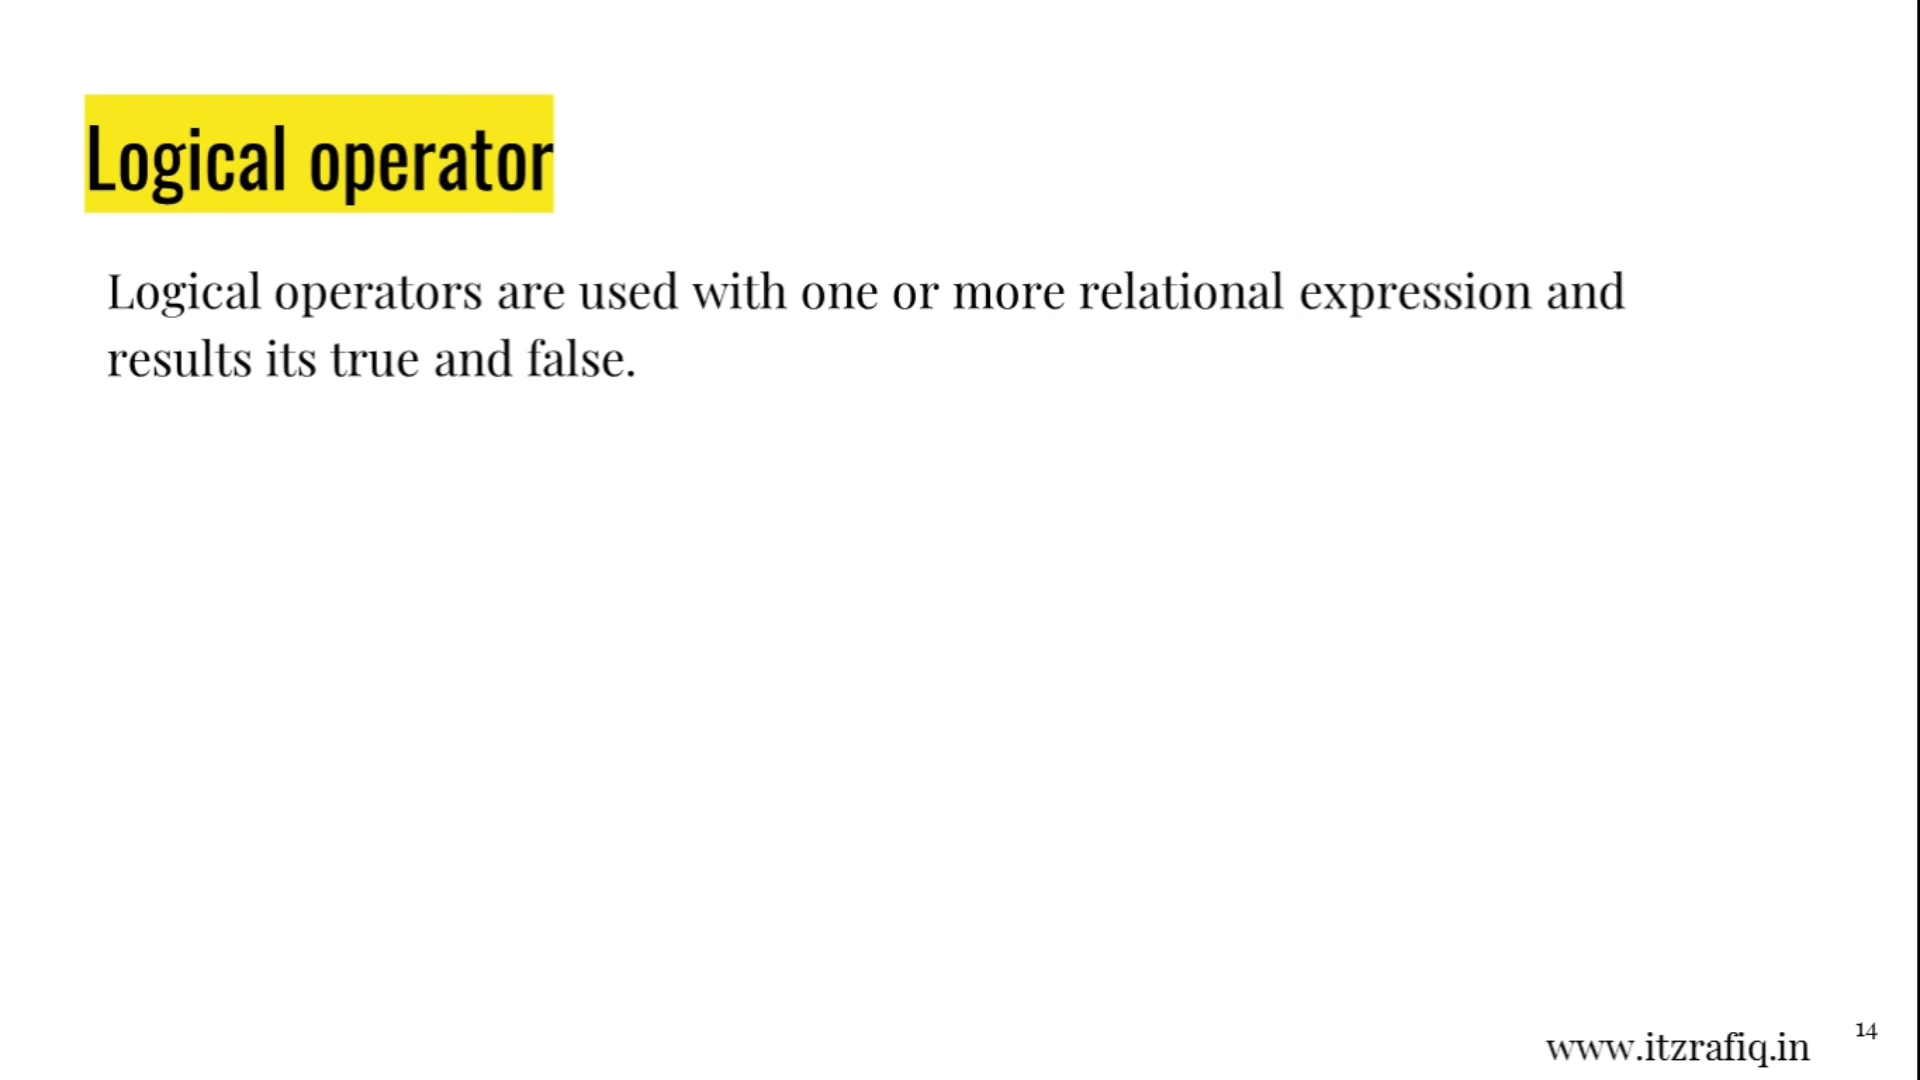 Logical operator
Logical operators are used with one or more relational expression and
results its true and false.
www.itzrafiq.in
14